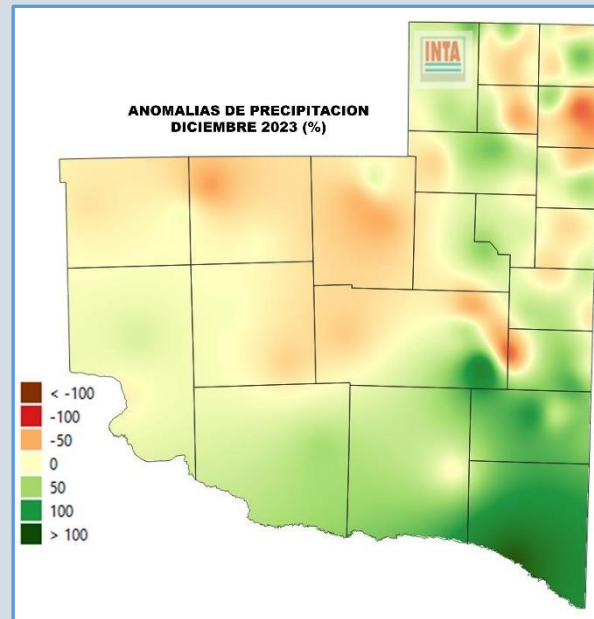 INTA
ANOMALIAS DE PRECIPITACION
DICIEMBRE 2023 (%)
< -100
-100
-50
0
50
100
> 100